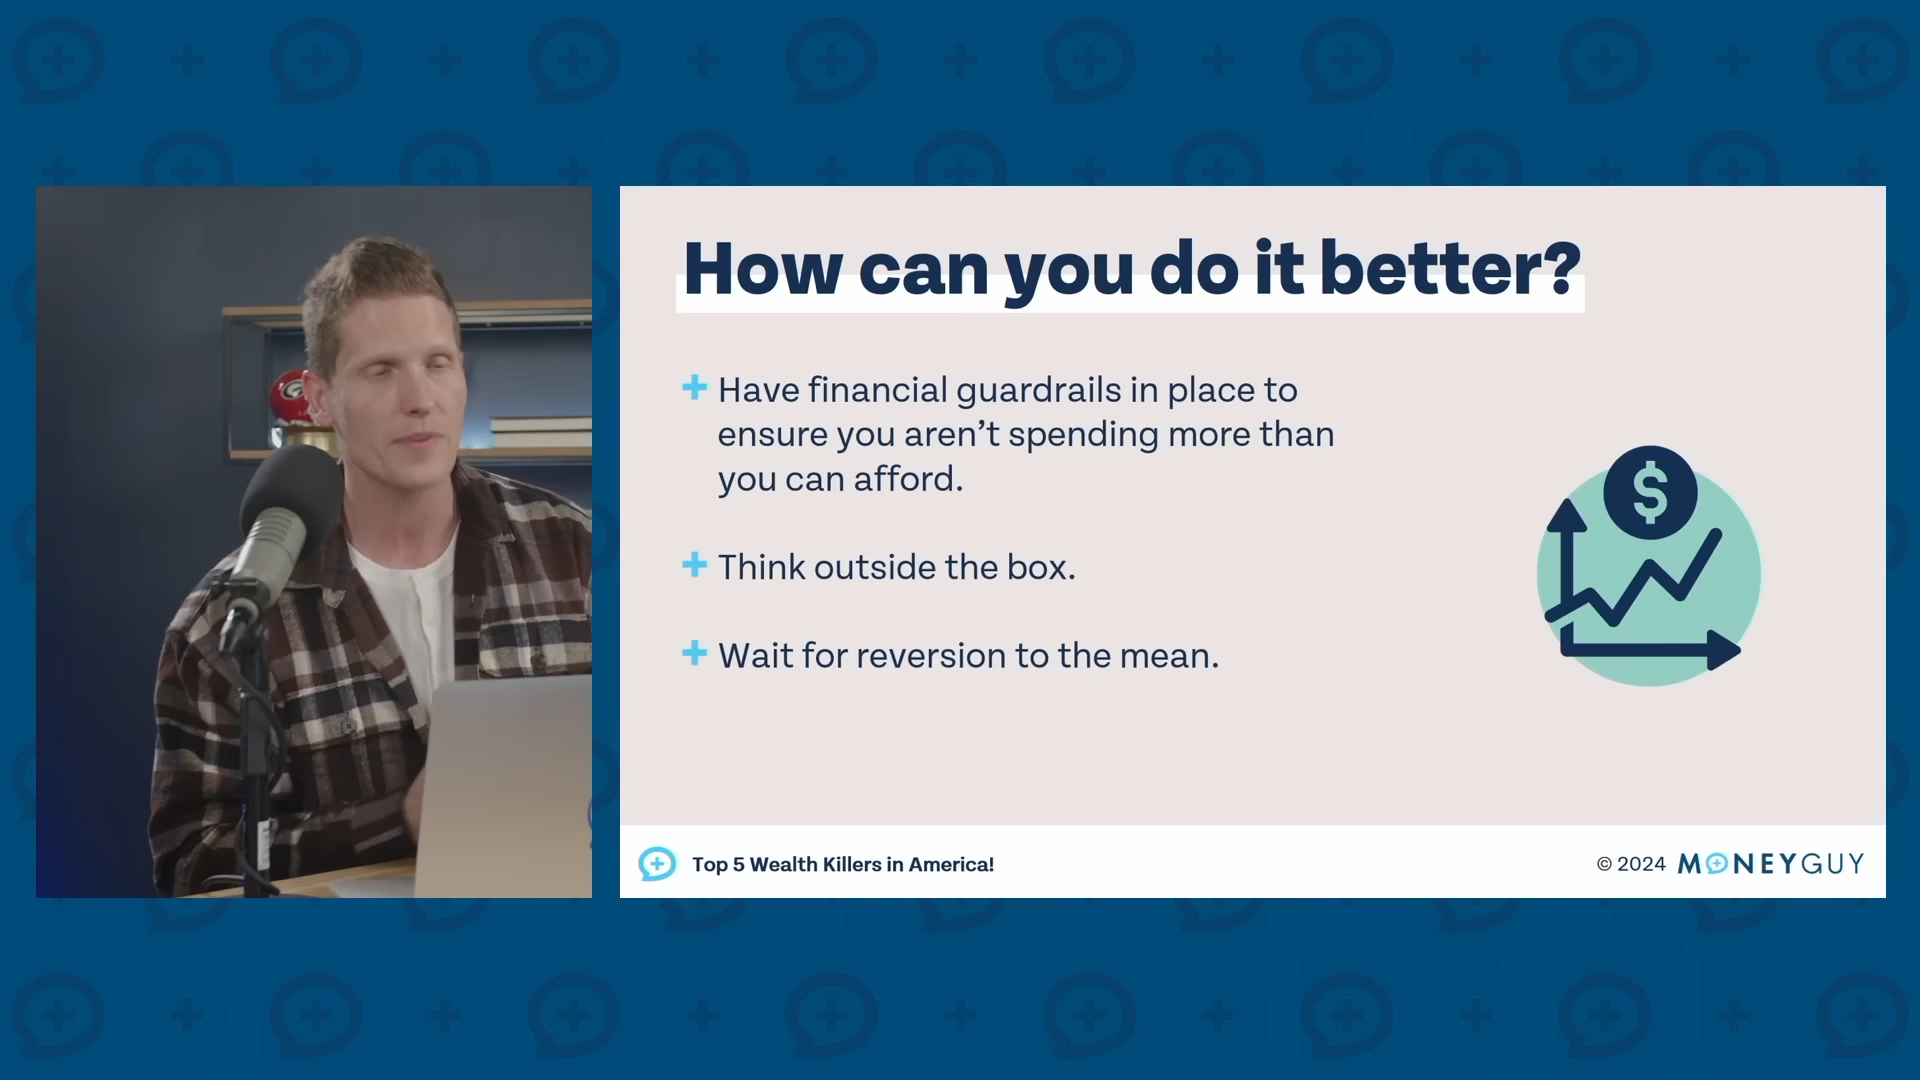 How can you do it better?
Have financial guardrails in place to
ensure you aren’t spending more than
you can afford.
Think outside the box.
Wait for reversion to the mean.
$
Top 5 Wealth Killers in America!
© 2024 MONEYGUY
G